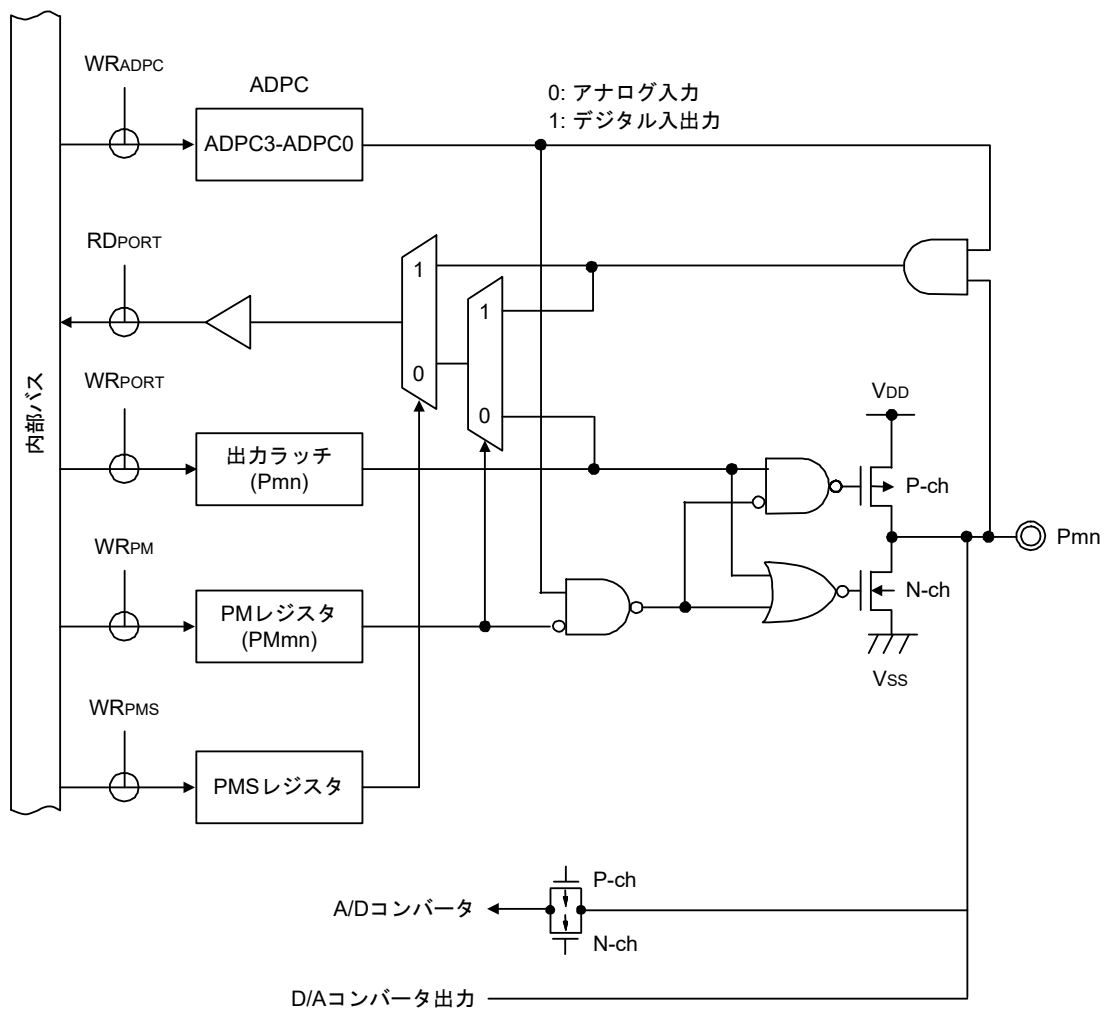 WRADPC
ADPC
0: アナログ入力
1: デジタル入出力
ADPC3-ADPC0
RDPORT
1
1
0
0
WRPORT
内部バス
VDD
出力ラッチ
(Pmn)
P-ch
Pmn
WRPM
N-ch
PMレジスタ
(PMmn)
VSS
WRPMS
PMSレジスタ
P-ch
A/Dコンバータ
N-ch
D/Aコンバータ出力